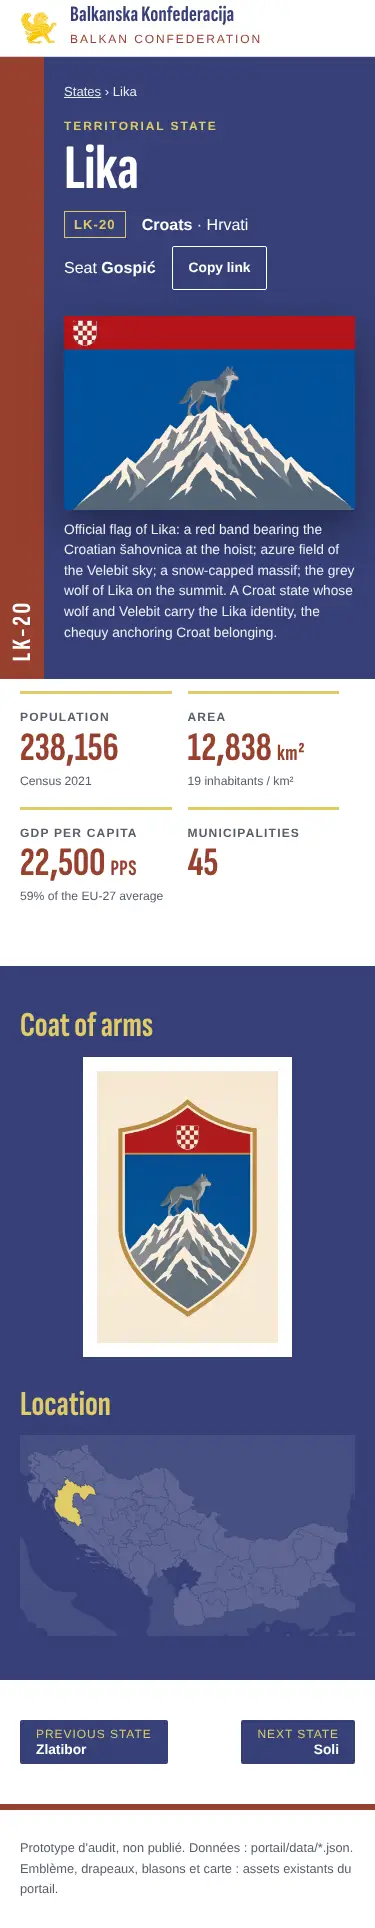 Balkanska Konfederacija
BALKAN CONFEDERATION
States › Lika
TERRITORIAL STATE
Lika
LK-20 Croats · Hrvati
Seat Gospić Copy link
LK-20
Official flag of Lika: a red band bearing the
Croatian šahovnica at the hoist; azure field of
the Velebit sky; a snow-capped massif; the grey
wolf of Lika on the summit. A Croat state whose
wolf and Velebit carry the Lika identity, the
chequy anchoring Croat belonging.
POPULATION
238,156
Census 2021
AREA
12,838 km²
19 inhabitants / km²
GDP PER CAPITA
22,500 PPS
59% of the EU-27 average
MUNICIPALITIES
45
Coat of arms
Location
PREVIOUS STATE
Zlatibor
NEXT STATE
Soli
Prototype d'audit, non publié. Données : portail/data/*.json.
Emblème, drapeaux, blasons et carte : assets existants du
portail.